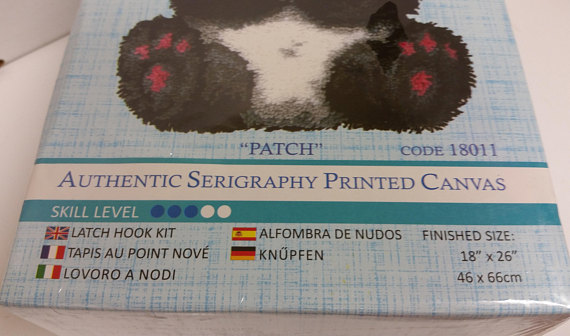 "PATCH" CODE 18011
AUTHENTIC SERIGRAPHY PRINTED CANVAS
SKILL LEVEL
LATCH HOOK KIT
TAPIS AU POINT NOVÉ
LOVORO A NODI
ALFOMBRA DE NUDOS
KNŰPFEN
FINISHED SIZE:
18" x 26"
46 x 66cm